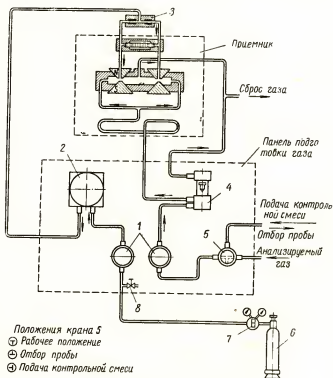 3
Приемник
Сброс газа
Панель подго
товки газа
2
4
1
5
Подача контроль
ной смеси
Отбор пробы
Анализируемый
газ
8
7
6
Положения крана 5
Рабочее положение
Отбор пробы
Подача контрольной смеси